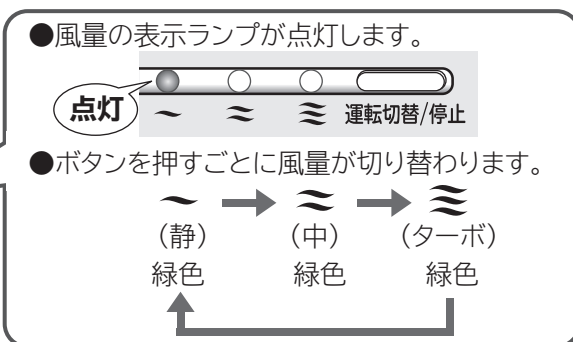 ●風量の表示ランプが点灯します。
点灯
運転切替/停止
●ボタンを押すごとに風量が切り替わります。
（静） （中） （ターボ）
緑色 緑色 緑色